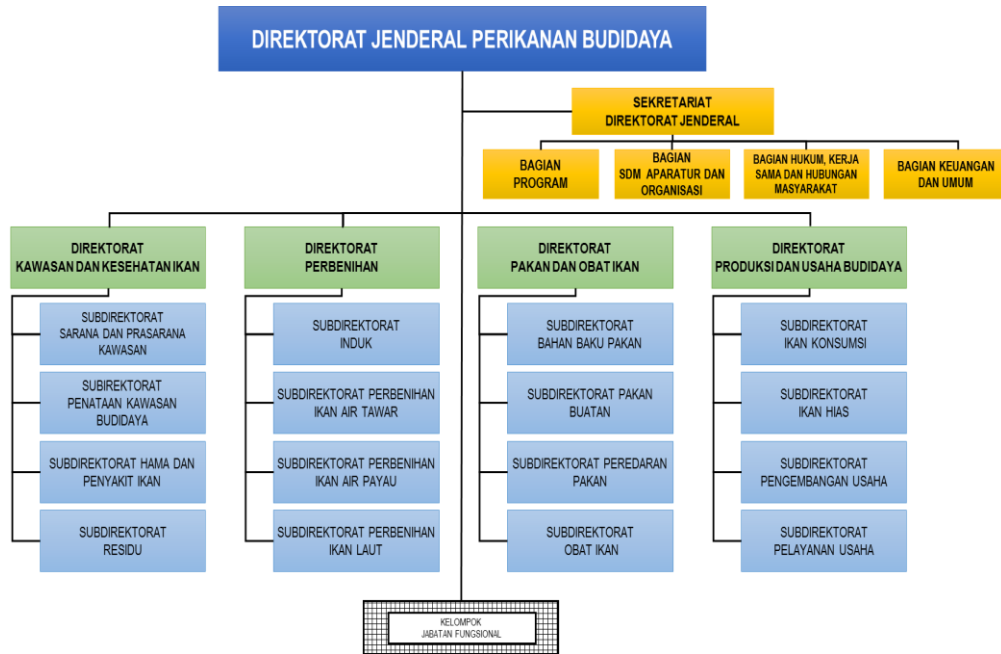 DIREKTORAT JENDERAL PERIKANAN BUDIDAYA
SEKRETARIAT
DIREKTORAT JENDERAL
BAGIAN
PROGRAM
BAGIAN
SDM APARATUR DAN
ORGANISASI
BAGIAN HUKUM, KERJA
SAMA DAN HUBUNGAN
MASYARAKAT
BAGIAN KEUANGAN
DAN UMUM
DIREKTORAT
KAWASAN DAN KESEHATAN IKAN
SUBDIREKTORAT
SARANA DAN PRASARANA
KAWASAN
SUBIREKTORAT
PENATAAN KAWASAN
BUDIDAYA
SUBDIREKTORAT HAMA DAN
PENYAKIT IKAN
SUBDIREKTORAT
RESIDU
DIREKTORAT
PERBENIHAN
SUBDIREKTORAT
INDUK
SUBDIREKTORAT PERBENIHAN
IKAN AIR TAWAR
SUBDIREKTORAT PERBENIHAN
IKAN AIR PAYAU
SUBDIREKTORAT PERBENIHAN
IKAN LAUT
DIREKTORAT
PAKAN DAN OBAT IKAN
SUBDIREKTORAT
BAHAN BAKU PAKAN
SUBDIREKTORAT PAKAN
BUATAN
SUBDIREKTORAT PEREDARAN
PAKAN
SUBDIREKTORAT
OBAT IKAN
DIREKTORAT
PRODUKSI DAN USAHA BUDIDAYA
SUBDIREKTORAT
IKAN KONSUMSI
SUBDIREKTORAT
IKAN HIAS
SUBDIREKTORAT
PENGEMBANGAN USAHA
SUBDIREKTORAT
PELAYANAN USAHA
KELOMPOK
JABATAN FUNGSIONAL